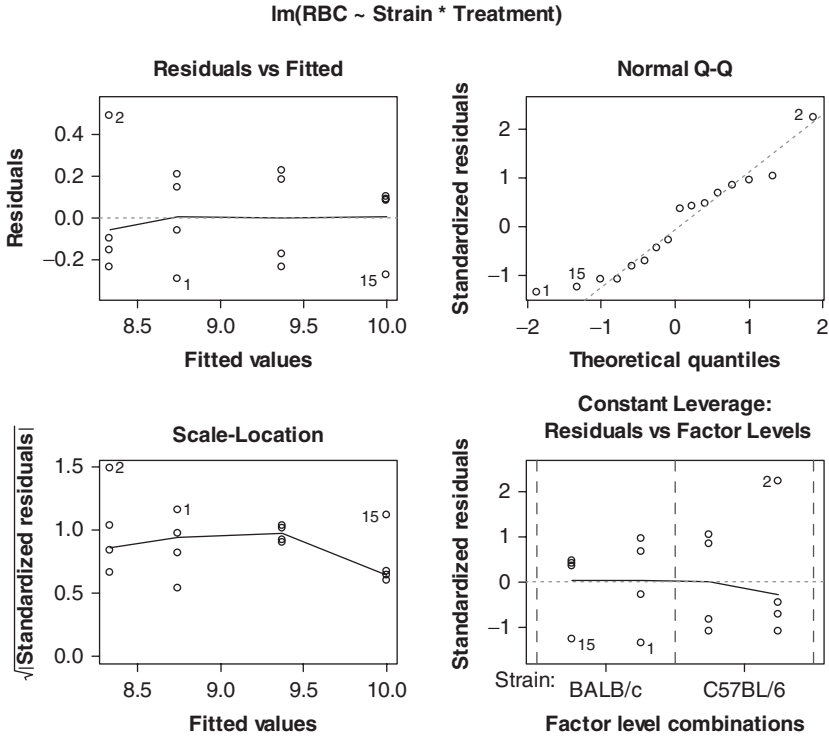 lm(RBC ~ Strain * Treatment)
Residuals vs Fitted
Residuals
0.4
0.2
0.0
−0.2
2
1
15
8.5 9.0 9.5 10.0
Fitted values
Normal Q-Q
Standardized residuals
2
1
0
−1
2
15
1
−2 −1 0 1 2
Theoretical quantiles
Scale-Location
√|Standardized residuals|
1.5
1.0
0.5
0.0
2
1
15
8.5 9.0 9.5 10.0
Fitted values
Constant Leverage:
Residuals vs Factor Levels
Standardized residuals
2
1
0
−1
2
15
1
Strain:
BALB/c C57BL/6
Factor level combinations